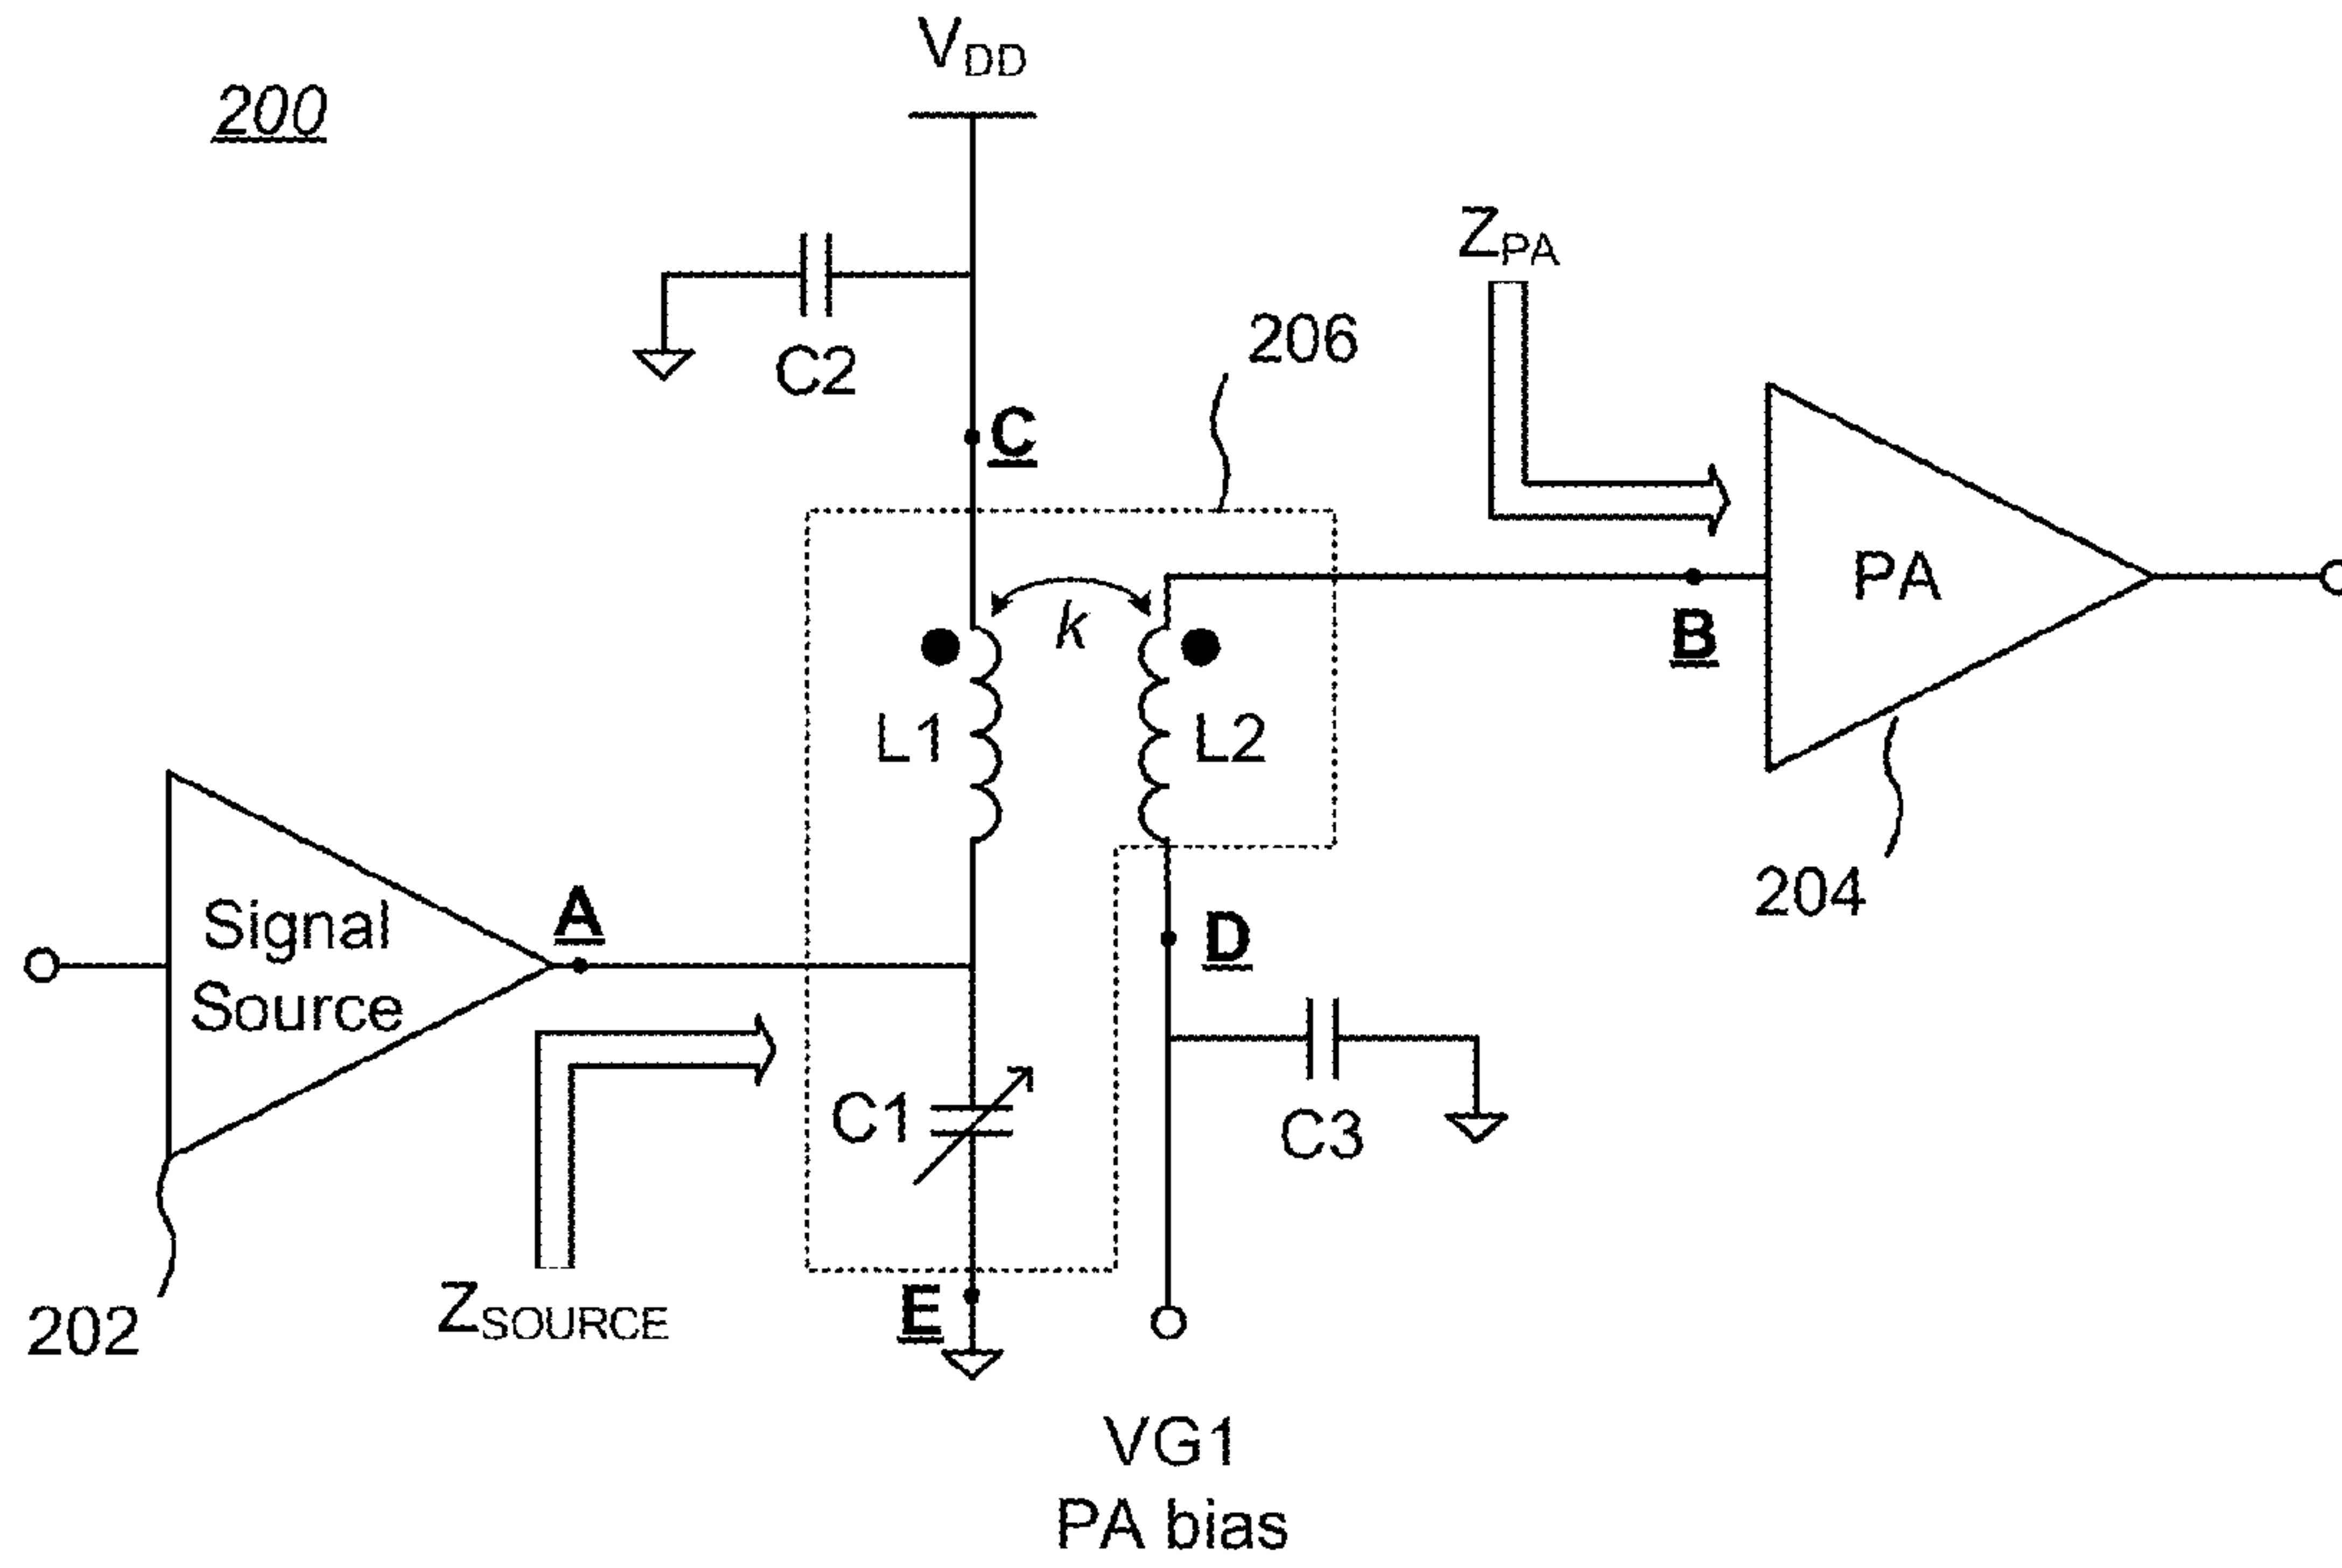 200
VDD
C2
C
206
ZPA
k
L1
L2
PA
B
204
Signal
Source
A
D
C1
C3
ZSOURCE
E
202
VG1
PA bias